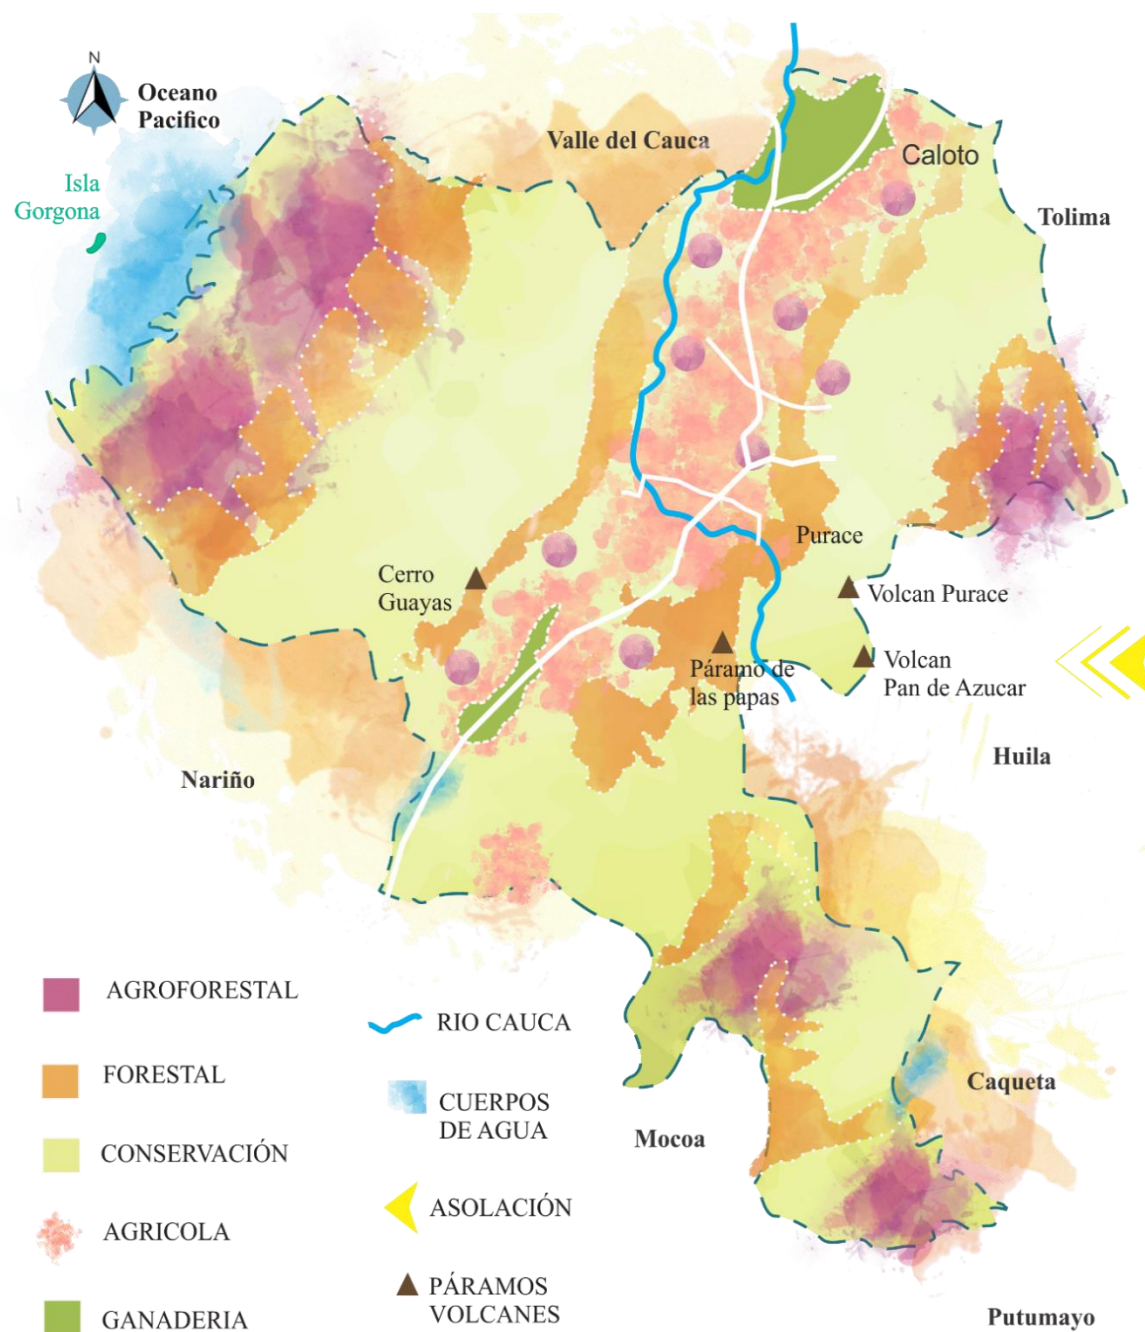 N
Oceano
Pacifico
Isla
Gorgona
Valle del Cauca
Caloto
Tolima
Purace
Cerro
Guayas
Volcan Purace
Páramo de
las papas
Volcan
Pan de Azucar
Huila
Nariño
Caqueta
Mocoa
Putumayo
AGROFORESTAL
FORESTAL
CONSERVACIÓN
AGRICOLA
GANADERIA
RIO CAUCA
CUERPOS
DE AGUA
ASOLACIÓN
PÁRAMOS
VOLCANES